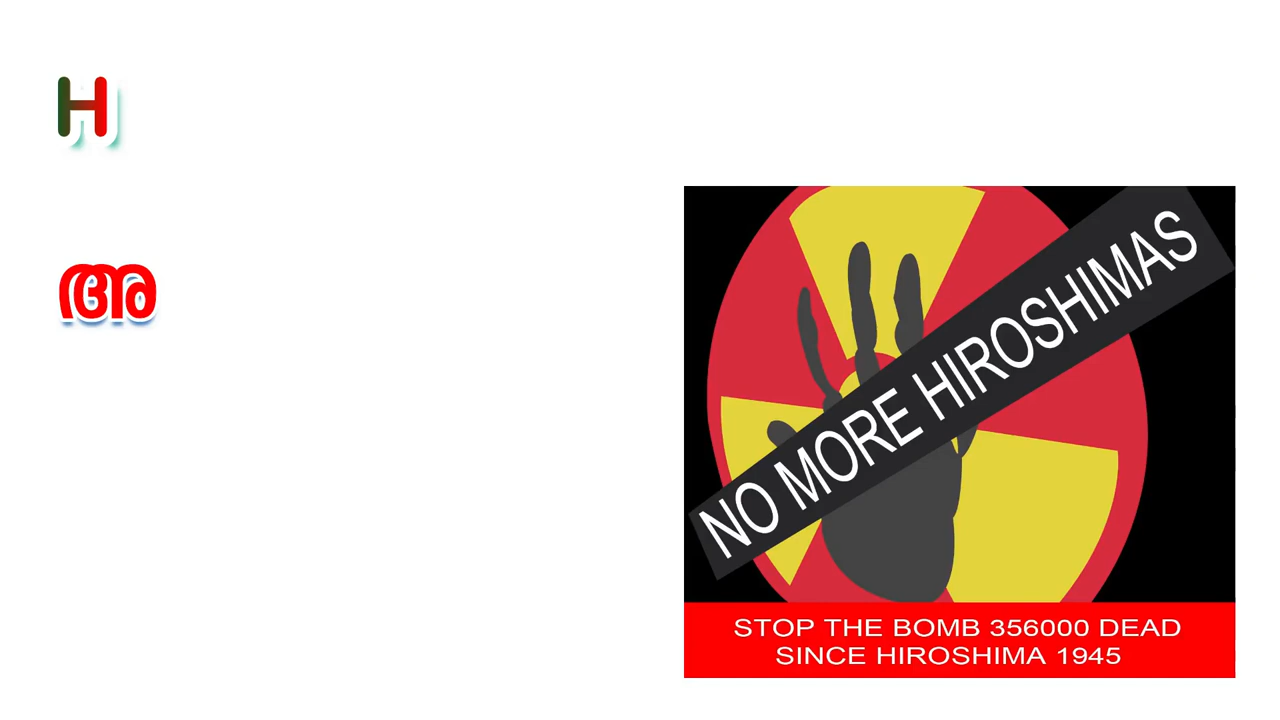 H
അ
NO MORE HIROSHIMAS
STOP THE BOMB 356000 DEAD
SINCE HIROSHIMA 1945